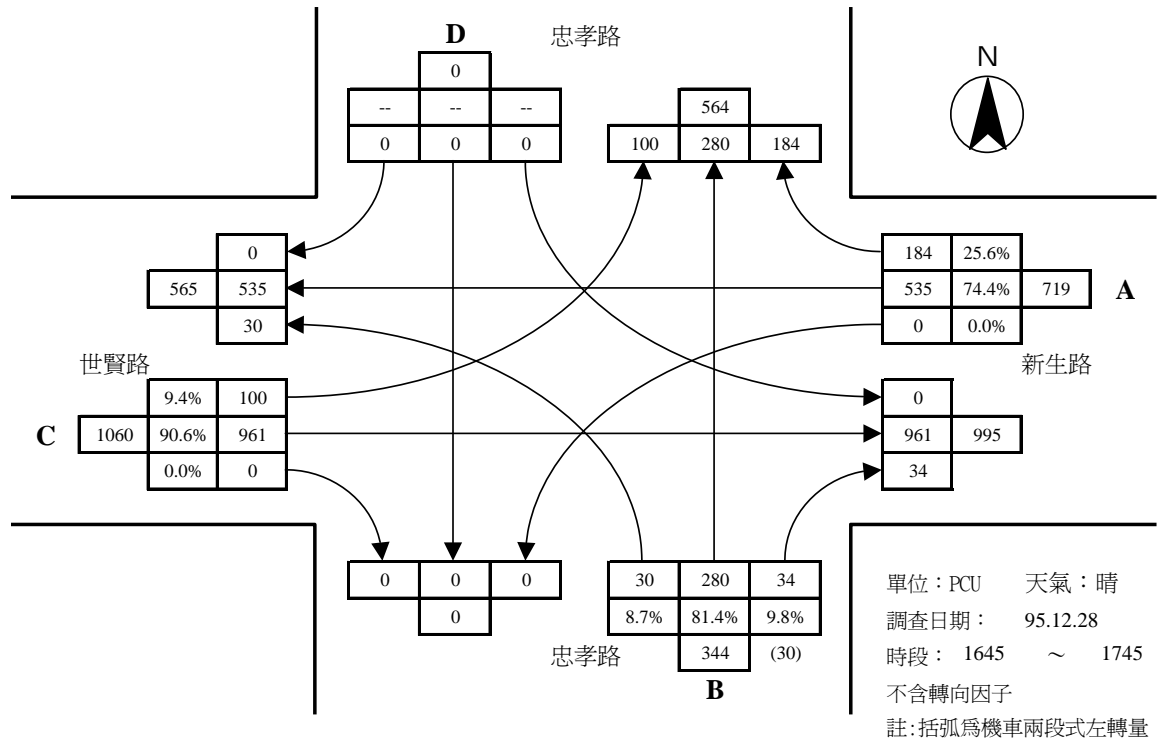 D 忠孝路
N
0
-- -- --
0 0 0
564
100 280 184
0
565 535
30
184 25.6%
535 74.4% 719
0 0.0%
A
世賢路
新生路
9.4% 100
C 1060 90.6% 961
0.0% 0
0
961 995
34
0 0 0
0
30 280 34
8.7% 81.4% 9.8%
忠孝路 344 (30)
B
單位：PCU 天氣：晴
調查日期： 95.12.28
時段： 1645 ～ 1745
不含轉向因子
註:括弧爲機車兩段式左轉量